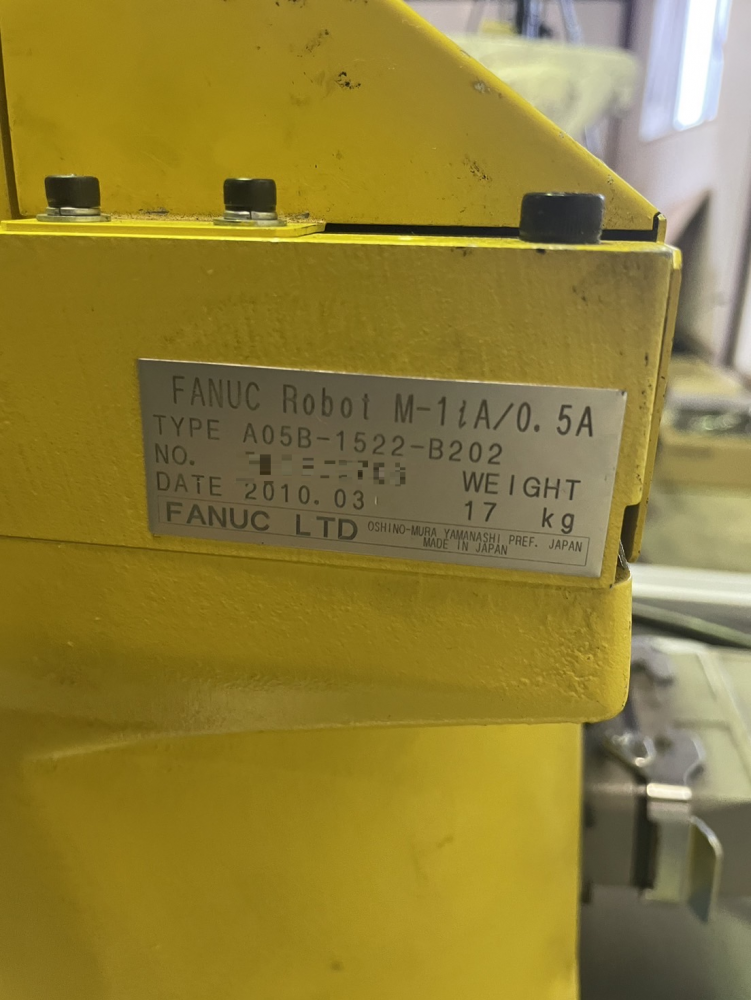 FANUC Robot M-1iA/0.5A
TYPE A05B-1522-B202
NO.
DATE 2010.03
WEIGHT
17 kg
FANUC LTD
OSHINO-MURA YAMANASHI PREF. JAPAN
MADE IN JAPAN